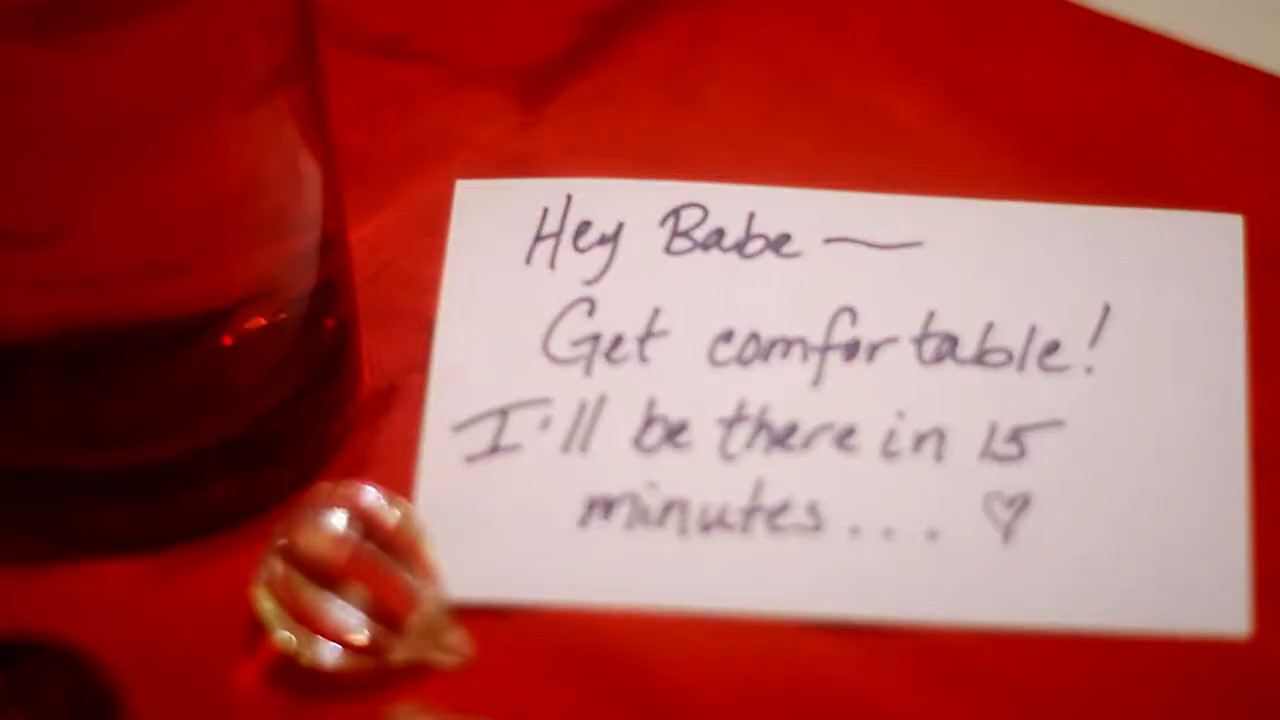 Hey Babe —
Get comfortable!
I'll be there in 15
minutes... ♡